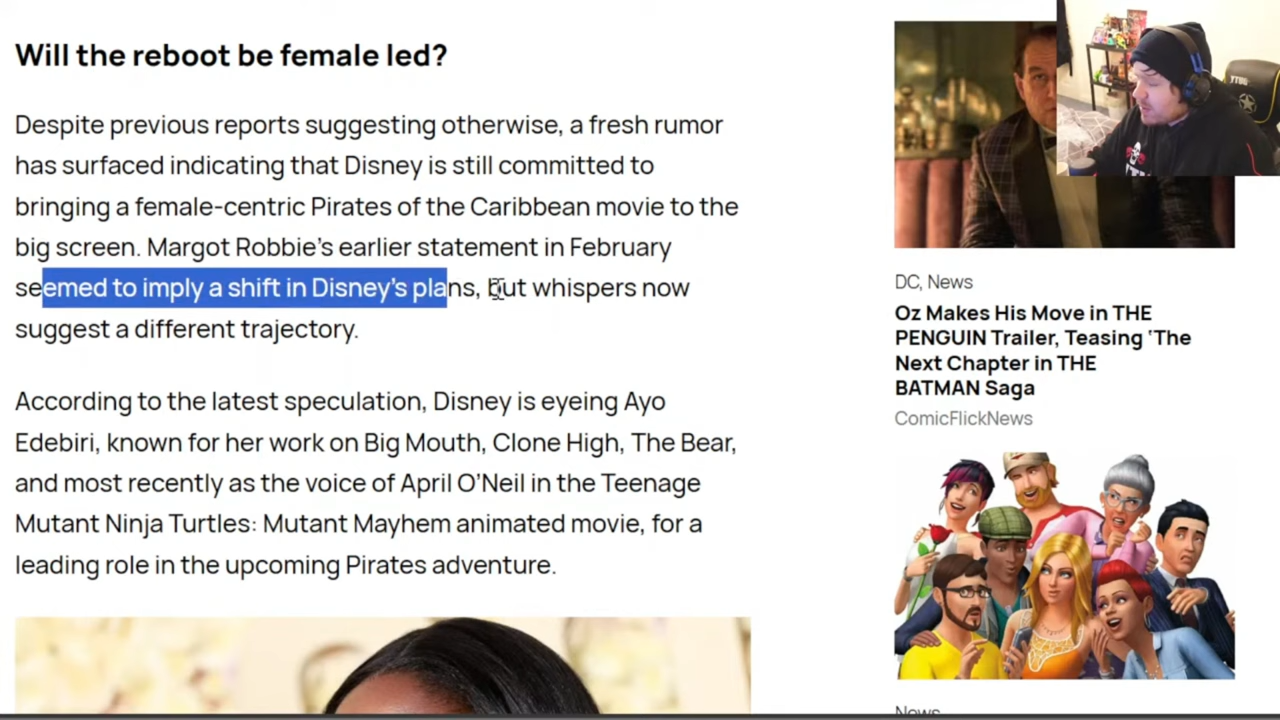 Will the reboot be female led?
Despite previous reports suggesting otherwise, a fresh rumor
has surfaced indicating that Disney is still committed to
bringing a female-centric Pirates of the Caribbean movie to the
big screen. Margot Robbie’s earlier statement in February
seemed to imply a shift in Disney’s plans, but whispers now
suggest a different trajectory.
According to the latest speculation, Disney is eyeing Ayo
Edebiri, known for her work on Big Mouth, Clone High, The Bear,
and most recently as the voice of April O’Neil in the Teenage
Mutant Ninja Turtles: Mutant Mayhem animated movie, for a
leading role in the upcoming Pirates adventure.
DC, News
Oz Makes His Move in THE
PENGUIN Trailer, Teasing ‘The
Next Chapter in THE
BATMAN Saga
ComicFlickNews
News